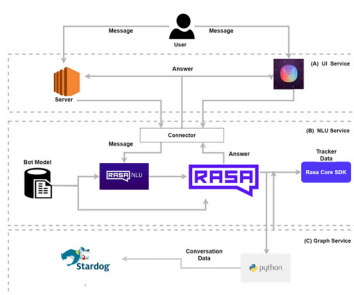 Message
Message
User
(A) UI Service
Answer
Server
Connector
(B) NLU Service
Message
Answer
Tracker
Data
Bot Model
RASA NLU
RASA
Rasa Core SDK
(C) Graph Service
Conversation
Data
Stardog
python